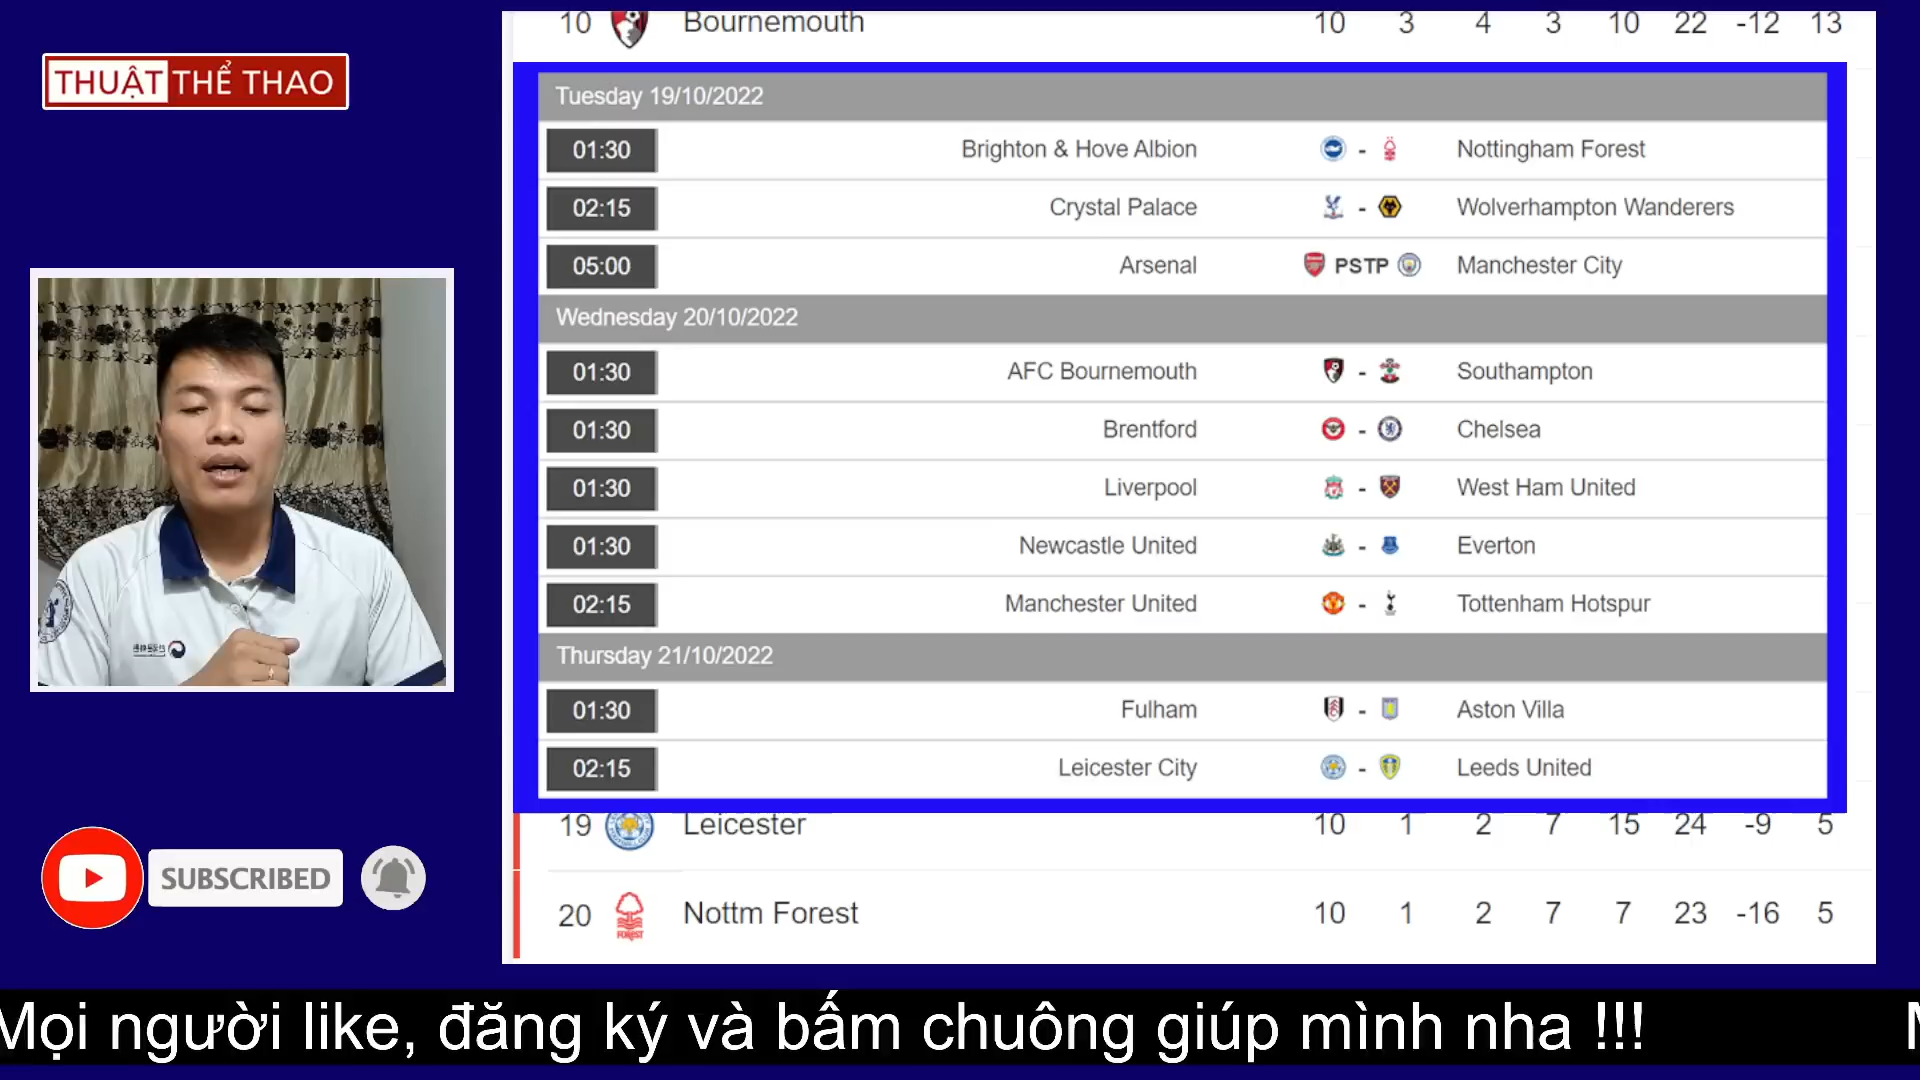 THUẬT THỂ THAO
10 Bournemouth 10 3 4 3 10 22 -12 13
Tuesday 19/10/2022
01:30 Brighton & Hove Albion - Nottingham Forest
02:15 Crystal Palace - Wolverhampton Wanderers
05:00 Arsenal PSTP Manchester City
Wednesday 20/10/2022
01:30 AFC Bournemouth - Southampton
01:30 Brentford - Chelsea
01:30 Liverpool - West Ham United
01:30 Newcastle United - Everton
02:15 Manchester United - Tottenham Hotspur
Thursday 21/10/2022
01:30 Fulham - Aston Villa
02:15 Leicester City - Leeds United
19 Leicester 10 1 2 7 15 24 -9 5
20 FOREST Nottm Forest 10 1 2 7 7 23 -16 5
SUBSCRIBED
Mọi người like, đăng ký và bấm chuông giúp mình nha !!!